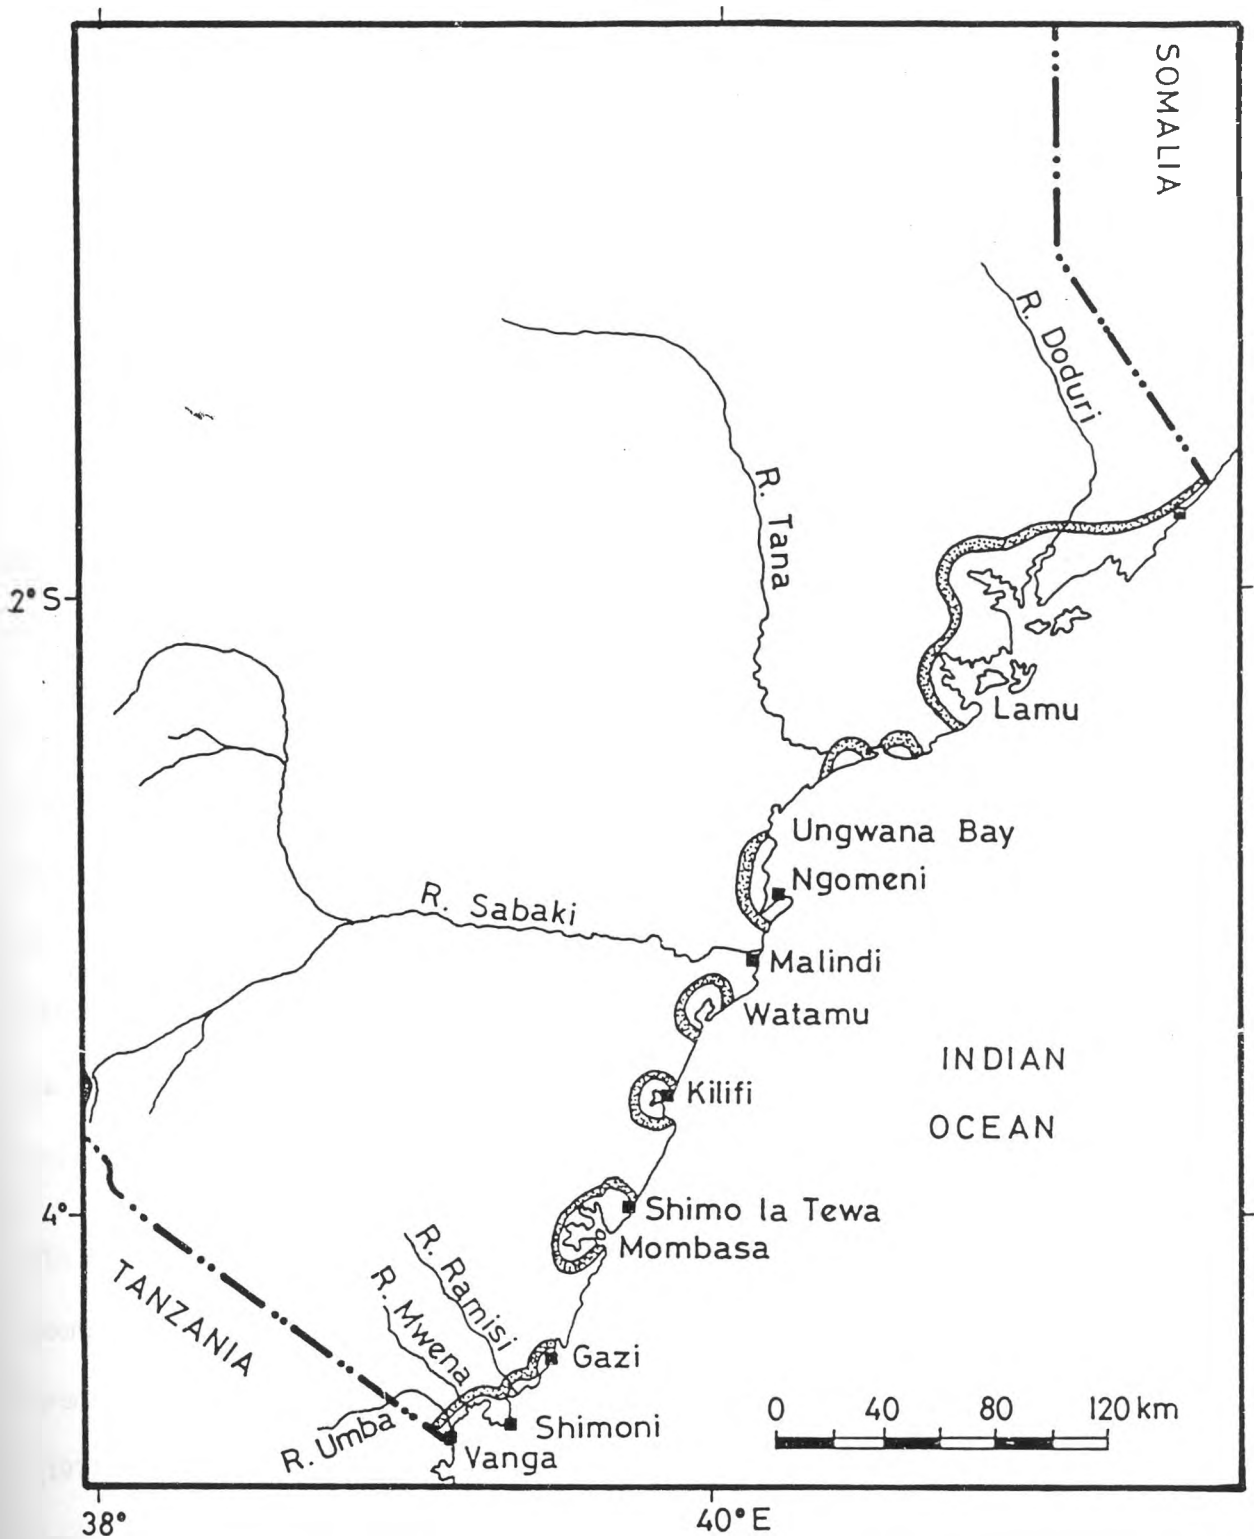 SOMALIA
R. Doduri
R. Tana
2°S
Lamu
Ungwana Bay
Ngomeni
R. Sabaki
Malindi
Watamu
INDIAN
OCEAN
Kilifi
4°
Shimo la Tewa
Mombasa
R. Ramisi
R. Mwena
TANZANIA
Gazi
R. Umba
Shimoni
Vanga
0 40 80 120 km
38°
40°E